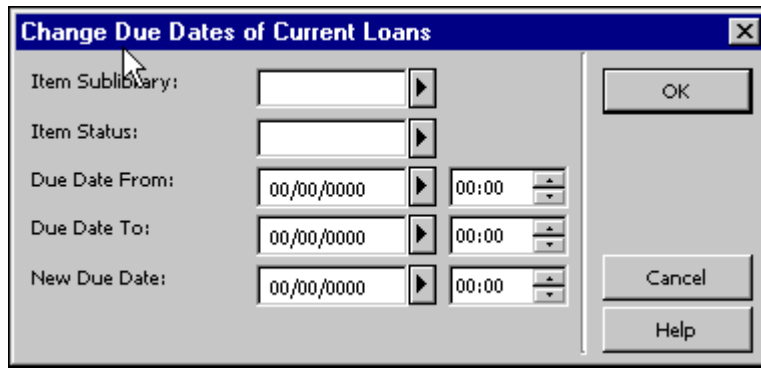 Change Due Dates of Current Loans
Item Sublibrary:
OK
Item Status:
Due Date From: 00/00/0000 00:00
Due Date To: 00/00/0000 00:00
New Due Date: 00/00/0000 00:00
Cancel
Help